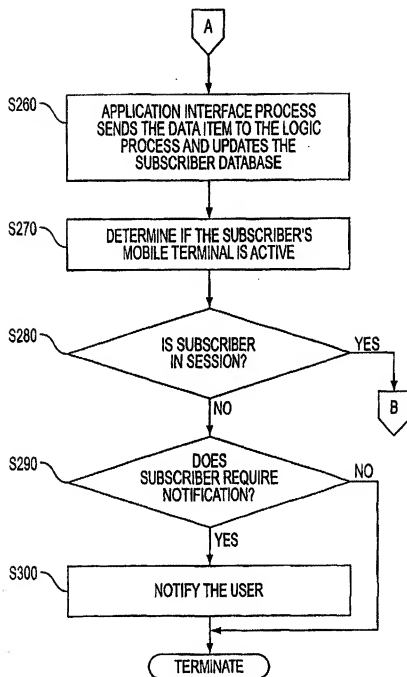 A
S260
APPLICATION INTERFACE PROCESS
SENDS THE DATA ITEM TO THE LOGIC
PROCESS AND UPDATES THE
SUBSCRIBER DATABASE
S270
DETERMINE IF THE SUBSCRIBER'S
MOBILE TERMINAL IS ACTIVE
S280
IS SUBSCRIBER
IN SESSION?
YES
B
NO
S290
DOES
SUBSCRIBER REQUIRE
NOTIFICATION?
NO
YES
S300
NOTIFY THE USER
TERMINATE